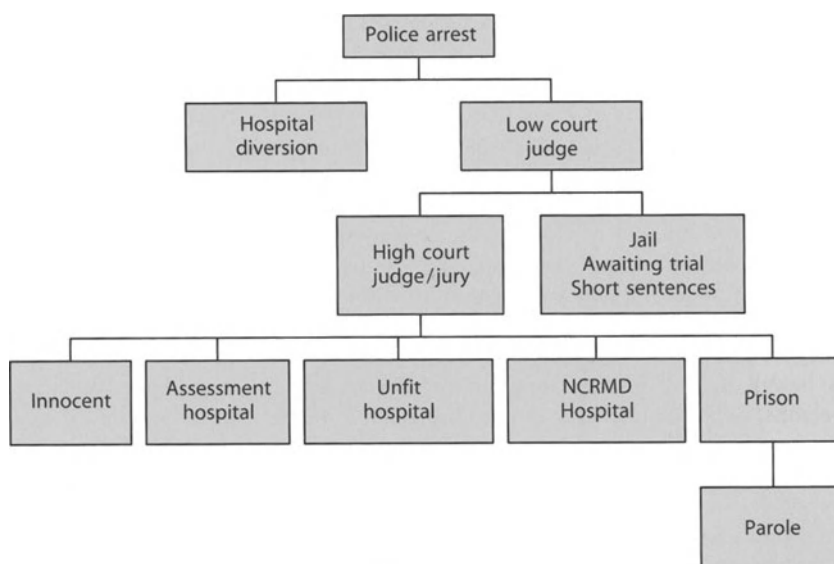 Police arrest
Hospital
diversion
Low court
judge
High court
judge/jury
Jail
Awaiting trial
Short sentences
Innocent
Assessment
hospital
Unfit
hospital
NCRMD
Hospital
Prison
Parole